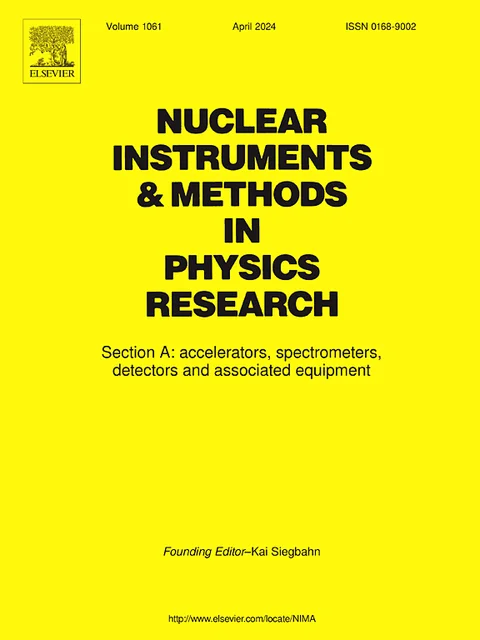 Volume 1061 April 2024 ISSN 0168-9002
ELSEVIER
NUCLEAR
INSTRUMENTS
& METHODS
IN
PHYSICS
RESEARCH
Section A: accelerators, spectrometers,
detectors and associated equipment
Founding Editor–Kai Siegbahn
http://www.elsevier.com/locate/NIMA